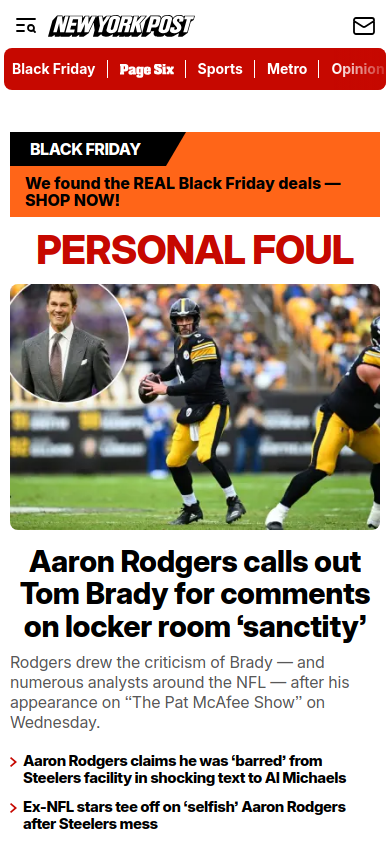 NEW YORK POST
Black Friday
Page Six
Sports
Metro
Opinion
BLACK FRIDAY
We found the REAL Black Friday deals —
SHOP NOW!
PERSONAL FOUL
Aaron Rodgers calls out
Tom Brady for comments
on locker room ‘sanctity’
Rodgers drew the criticism of Brady — and
numerous analysts around the NFL — after his
appearance on “The Pat McAfee Show” on
Wednesday.
Aaron Rodgers claims he was ‘barred’ from
Steelers facility in shocking text to Al Michaels
Ex-NFL stars tee off on ‘selfish’ Aaron Rodgers
after Steelers mess